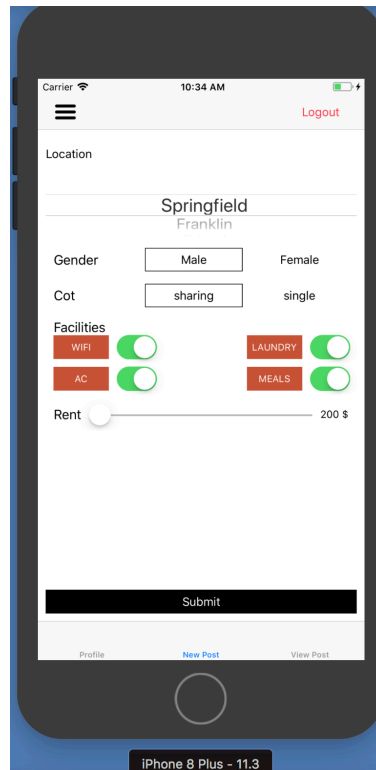 Carrier 10:34 AM
Logout
Location
Springfield
Franklin
Gender Male Female
Cot sharing single
Facilities
WIFI LAUNDRY
AC MEALS
Rent 200 $
Submit
Profile New Post View Post
iPhone 8 Plus - 11.3